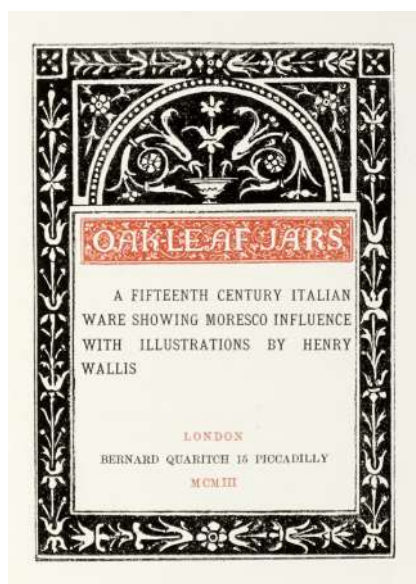 OAK-LEAF JARS
A FIFTEENTH CENTURY ITALIAN
WARE SHOWING MORESCO INFLUENCE
WITH ILLUSTRATIONS BY HENRY
WALLIS
LONDON
BERNARD QUARITCH 15 PICCADILLY
MCMIII